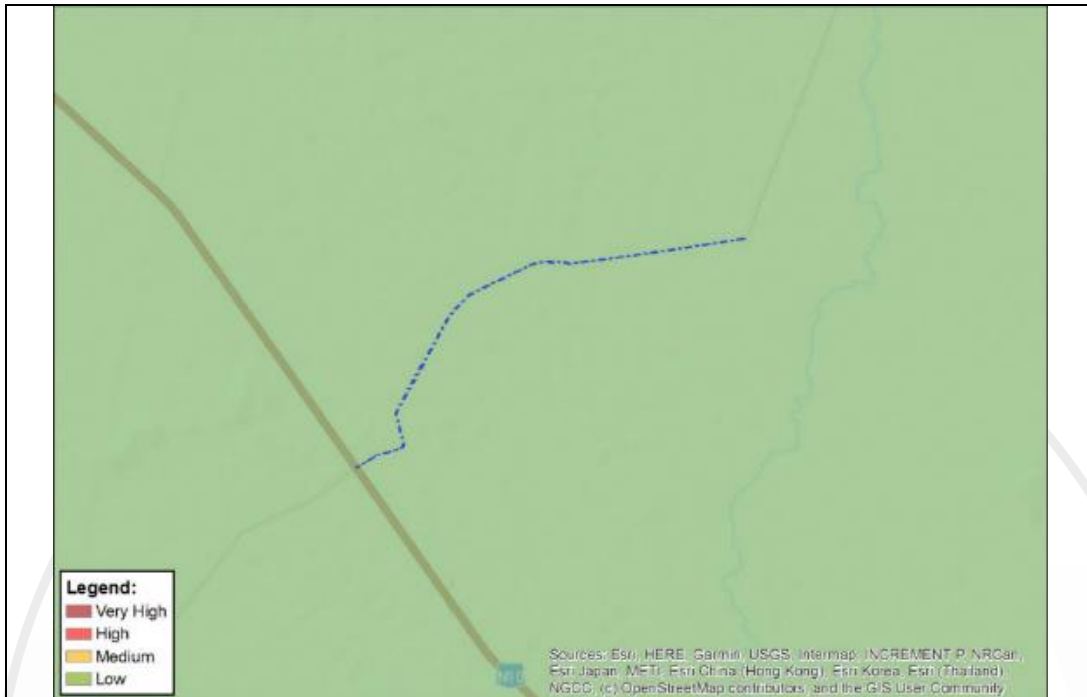 Legend:
Very High
High
Medium
Low
Sources: Esri, HERE, Garmin, USGS, Intermap, INCREMENT P, NRCan,
Esri Japan, METI, Esri China (Hong Kong), Esri Korea, Esri (Thailand),
NGCC, (c) OpenStreetMap contributors, and the GIS User Community